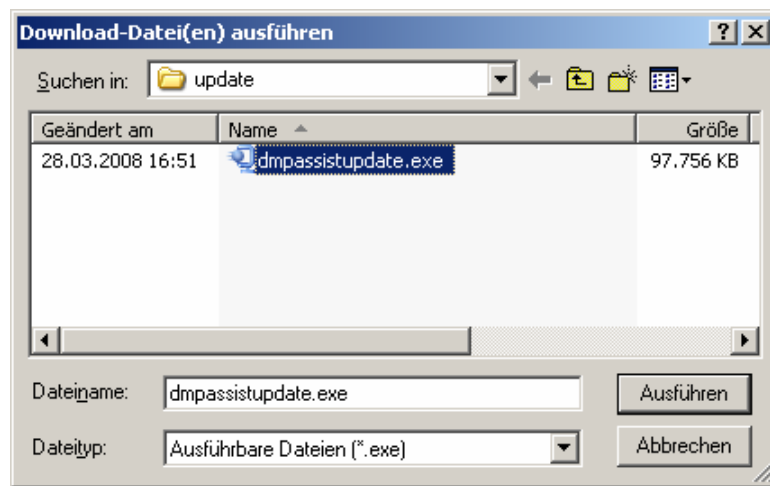 Download-Datei(en) ausführen
Suchen in: update
Geändert am Name Größe
28.03.2008 16:51 dmpassistupdate.exe 97.756 KB
Dateiname: dmpassistupdate.exe Ausführen
Dateityp: Ausführbare Dateien (*.exe) Abbrechen